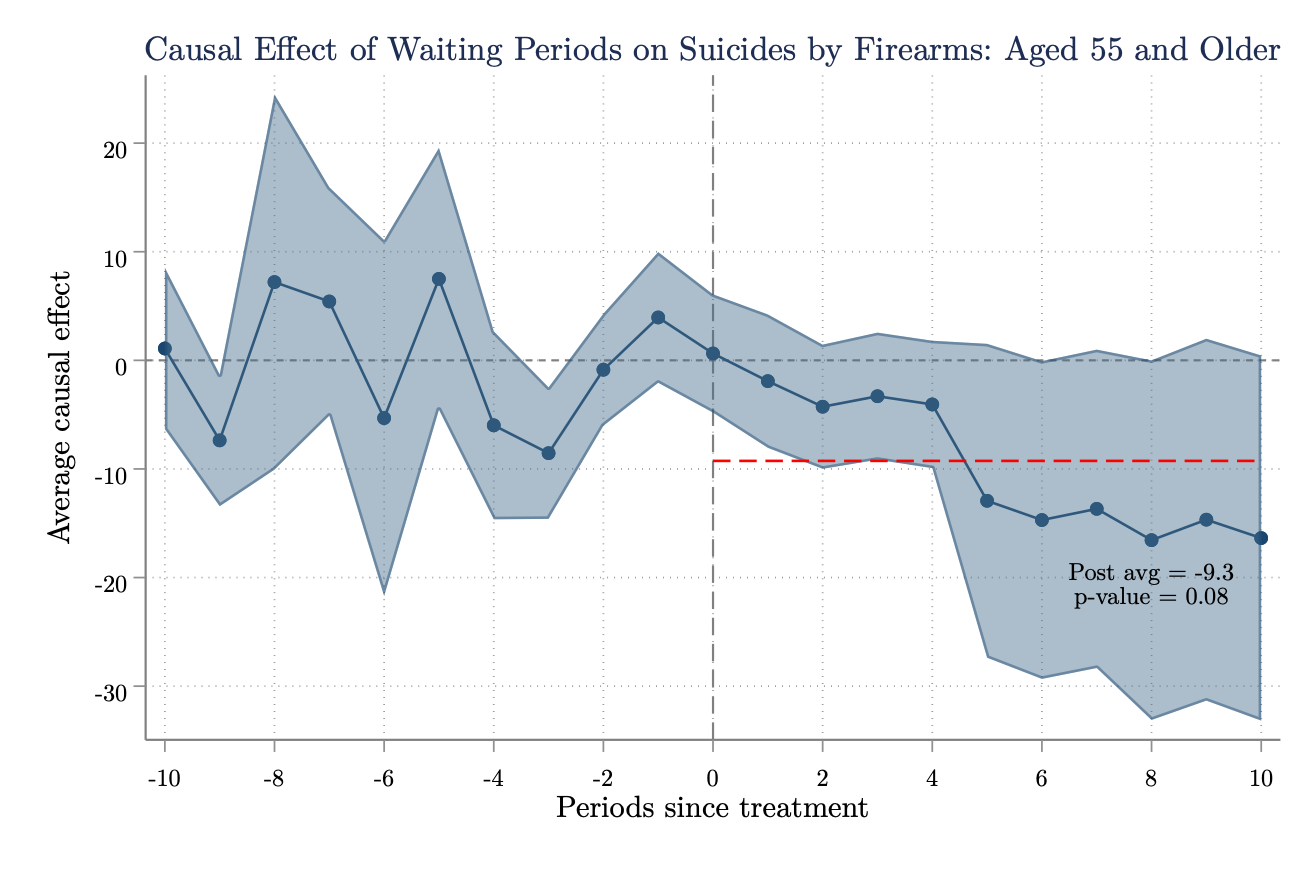 Causal Effect of Waiting Periods on Suicides by Firearms: Aged 55 and Older
Average causal effect
20
10
0
-10
-20
-30
Post avg = -9.3
p-value = 0.08
-10 -8 -6 -4 -2 0 2 4 6 8 10
Periods since treatment